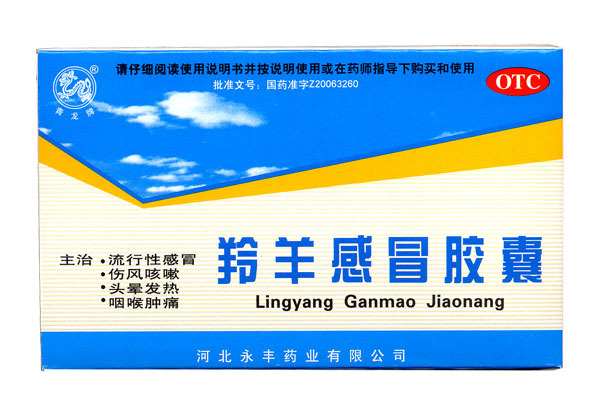 请仔细阅读使用说明书并按说明使用或在药师指导下购买和使用
批准文号：国药准字Z20063260
OTC
®
青龙牌
主治·流行性感冒
·伤风咳嗽
·头晕发热
·咽喉肿痛
羚羊感冒胶囊
Lingyang Ganmao Jiaonang
河北永丰药业有限公司